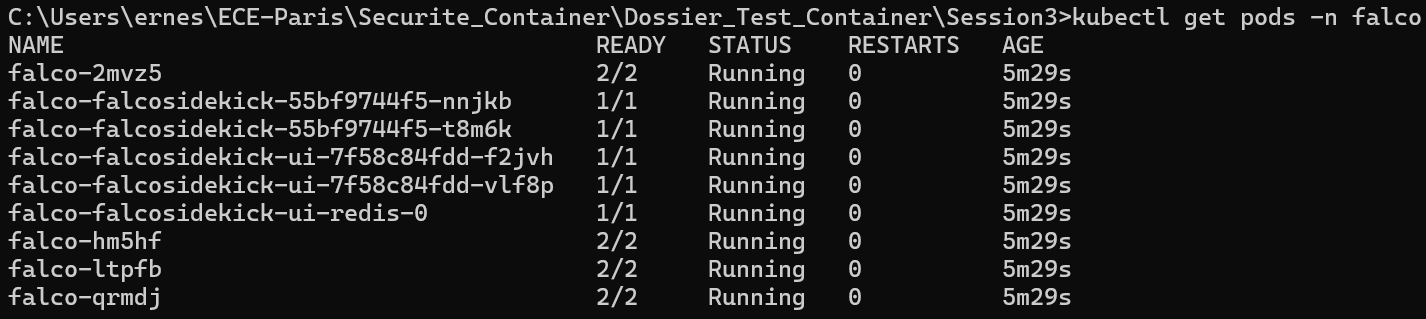 C:\Users\ernes\ECE-Paris\Securite_Container\Dossier_Test_Container\Session3>kubectl get pods -n falco
NAME READY STATUS RESTARTS AGE
falco-2mvz5 2/2 Running 0 5m29s
falco-falcosidekick-55bf9744f5-nnjkb 1/1 Running 0 5m29s
falco-falcosidekick-55bf9744f5-t8m6k 1/1 Running 0 5m29s
falco-falcosidekick-ui-7f58c84fdd-f2jvh 1/1 Running 0 5m29s
falco-falcosidekick-ui-7f58c84fdd-vlf8p 1/1 Running 0 5m29s
falco-falcosidekick-ui-redis-0 1/1 Running 0 5m29s
falco-hm5hf 2/2 Running 0 5m29s
falco-ltpfb 2/2 Running 0 5m29s
falco-qrmdj 2/2 Running 0 5m29s